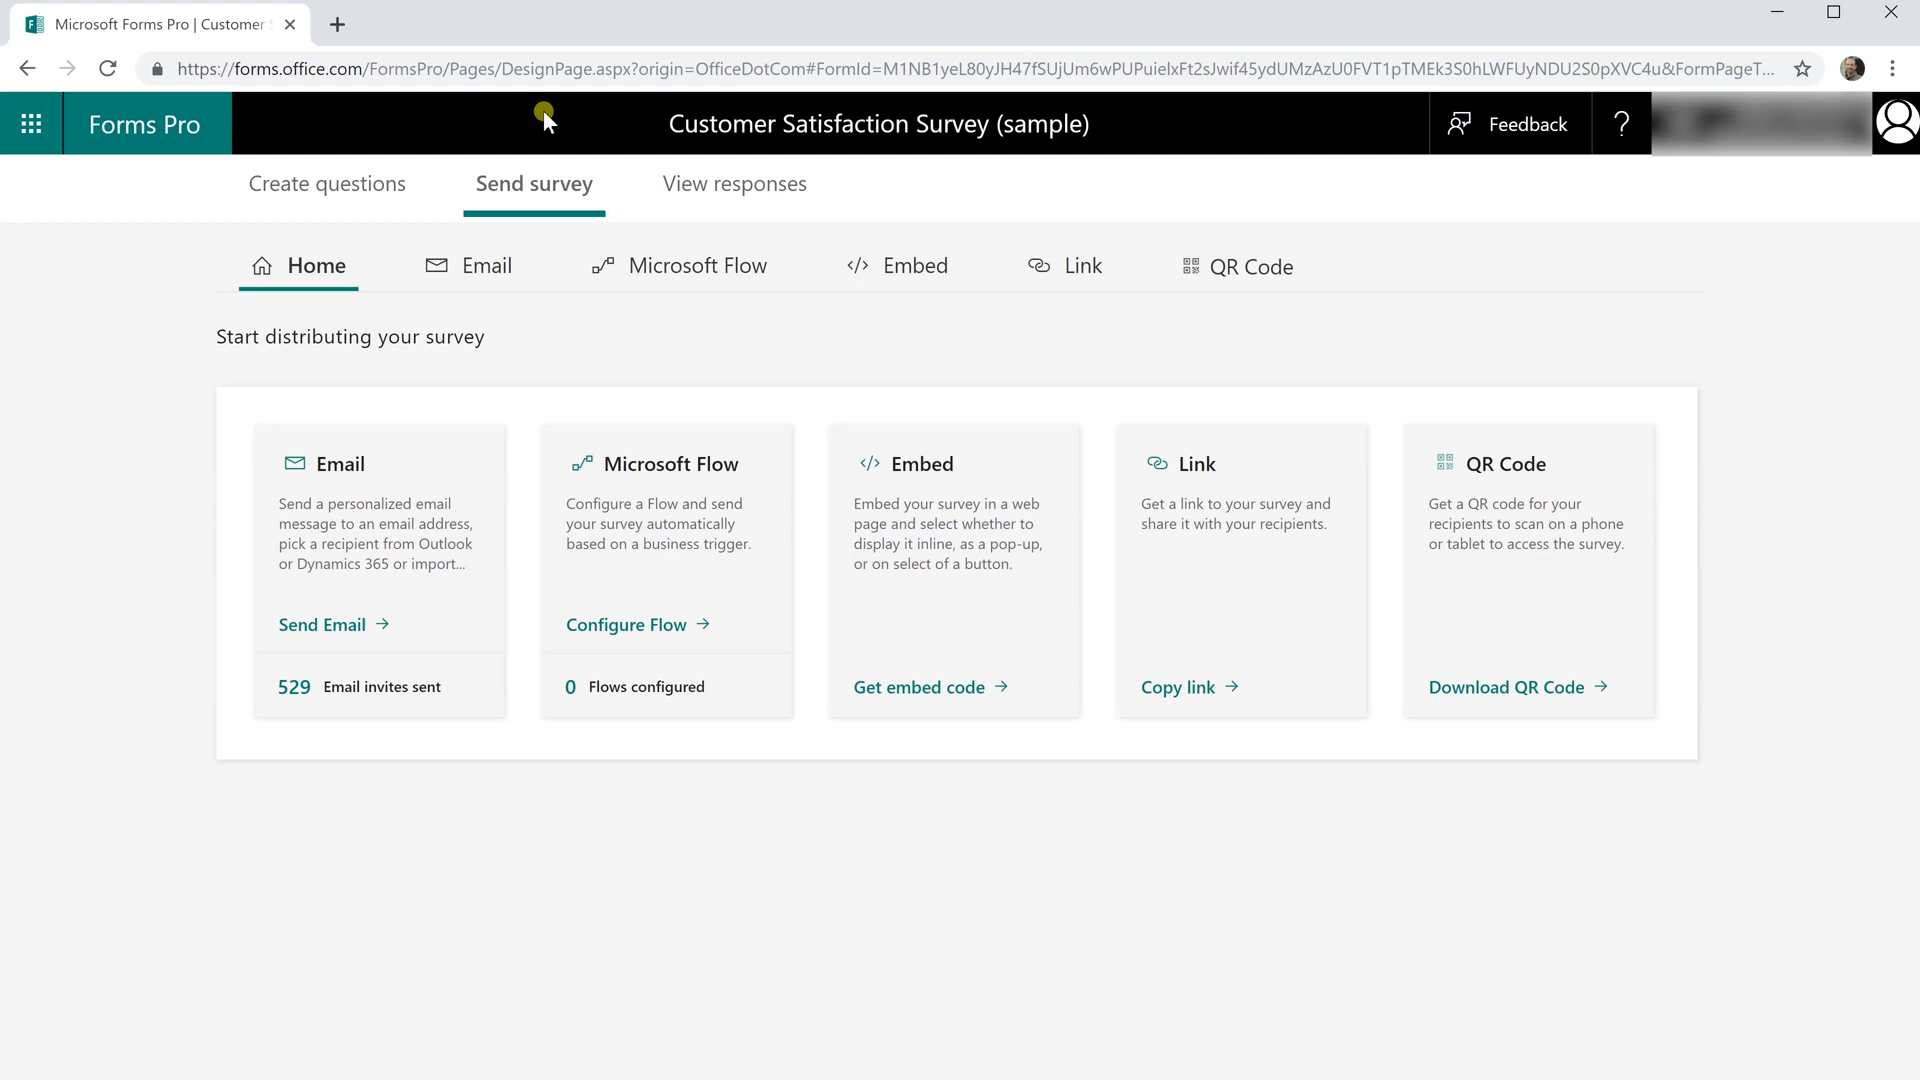 Microsoft Forms Pro | Customer
https://forms.office.com/FormsPro/Pages/DesignPage.aspx?origin=OfficeDotCom#FormId=M1NB1yeL80yJH47fSUjUm6wPUPuielxFt2sJwif45ydUMzAzU0FVT1pTMEk3S0hLWFUyNDU2S0pXVC4u&FormPageT...
Forms Pro
Customer Satisfaction Survey (sample)
Feedback
?
Create questions
Send survey
View responses
Home
Email
Microsoft Flow
Embed
Link
QR Code
Start distributing your survey
Email
Send a personalized email
message to an email address,
pick a recipient from Outlook
or Dynamics 365 or import...
Send Email
529 Email invites sent
Microsoft Flow
Configure a Flow and send
your survey automatically
based on a business trigger.
Configure Flow
0 Flows configured
Embed
Embed your survey in a web
page and select whether to
display it inline, as a pop-up,
or on select of a button.
Get embed code
Link
Get a link to your survey and
share it with your recipients.
Copy link
QR Code
Get a QR code for your
recipients to scan on a phone
or tablet to access the survey.
Download QR Code